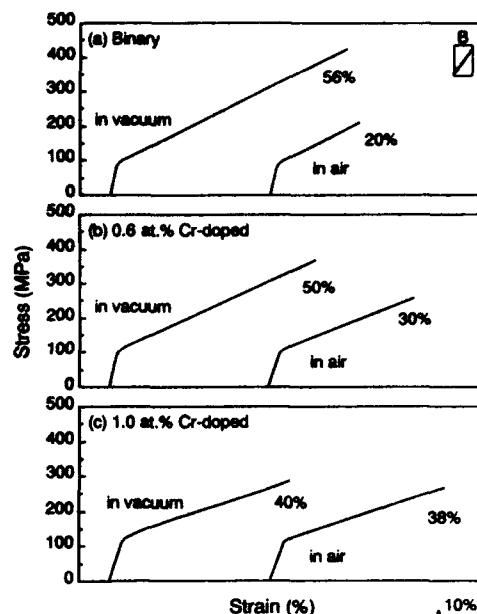 500
(a) Binary
B
400
56%
300
in vacuum
200
20%
100
in air
0
500
(b) 0.6 at.% Cr-doped
400
300
in vacuum
50%
200
30%
100
in air
0
500
(c) 1.0 at.% Cr-doped
400
300
in vacuum
40%
38%
200
100
in air
0
Stress (MPa)
Strain (%)
10%